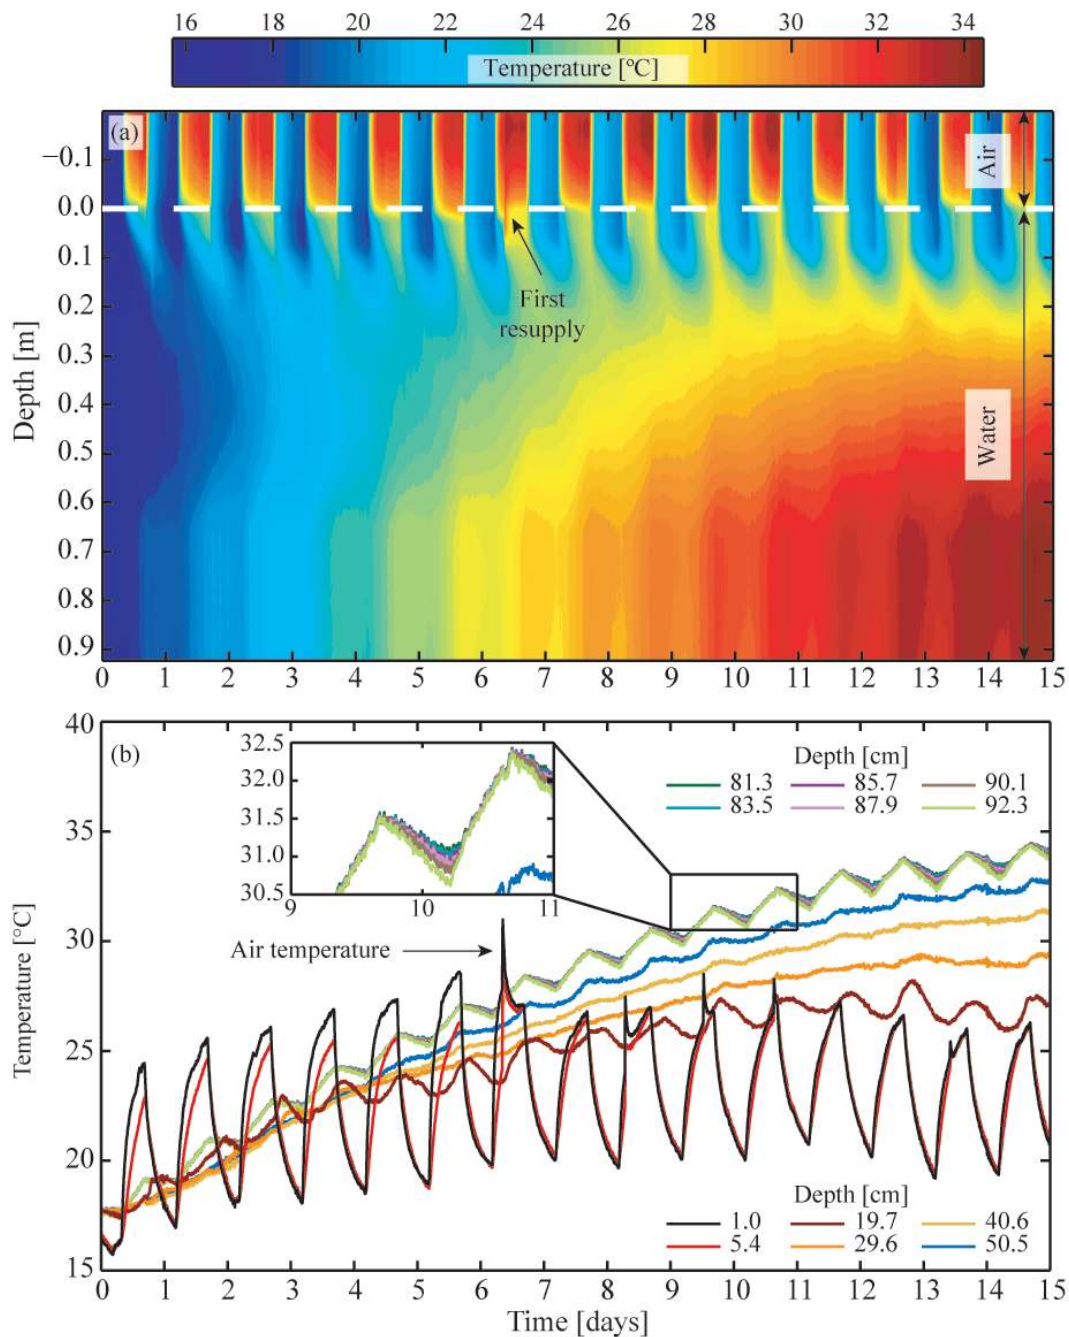 16 18 20 22 24 26 28 30 32 34
Temperature [°C]
(a)
Air
Water
First
resupply
Depth [m]
−0.1
0.0
0.1
0.2
0.3
0.4
0.5
0.6
0.7
0.8
0.9
0 1 2 3 4 5 6 7 8 9 10 11 12 13 14 15
(b)
Temperature [°C]
40
35
30
25
20
15
32.5
32.0
31.5
31.0
30.5
9 10 11
Depth [cm]
81.3 85.7 90.1
83.5 87.9 92.3
Air temperature
Depth [cm]
1.0 19.7 40.6
5.4 29.6 50.5
0 1 2 3 4 5 6 7 8 9 10 11 12 13 14 15
Time [days]